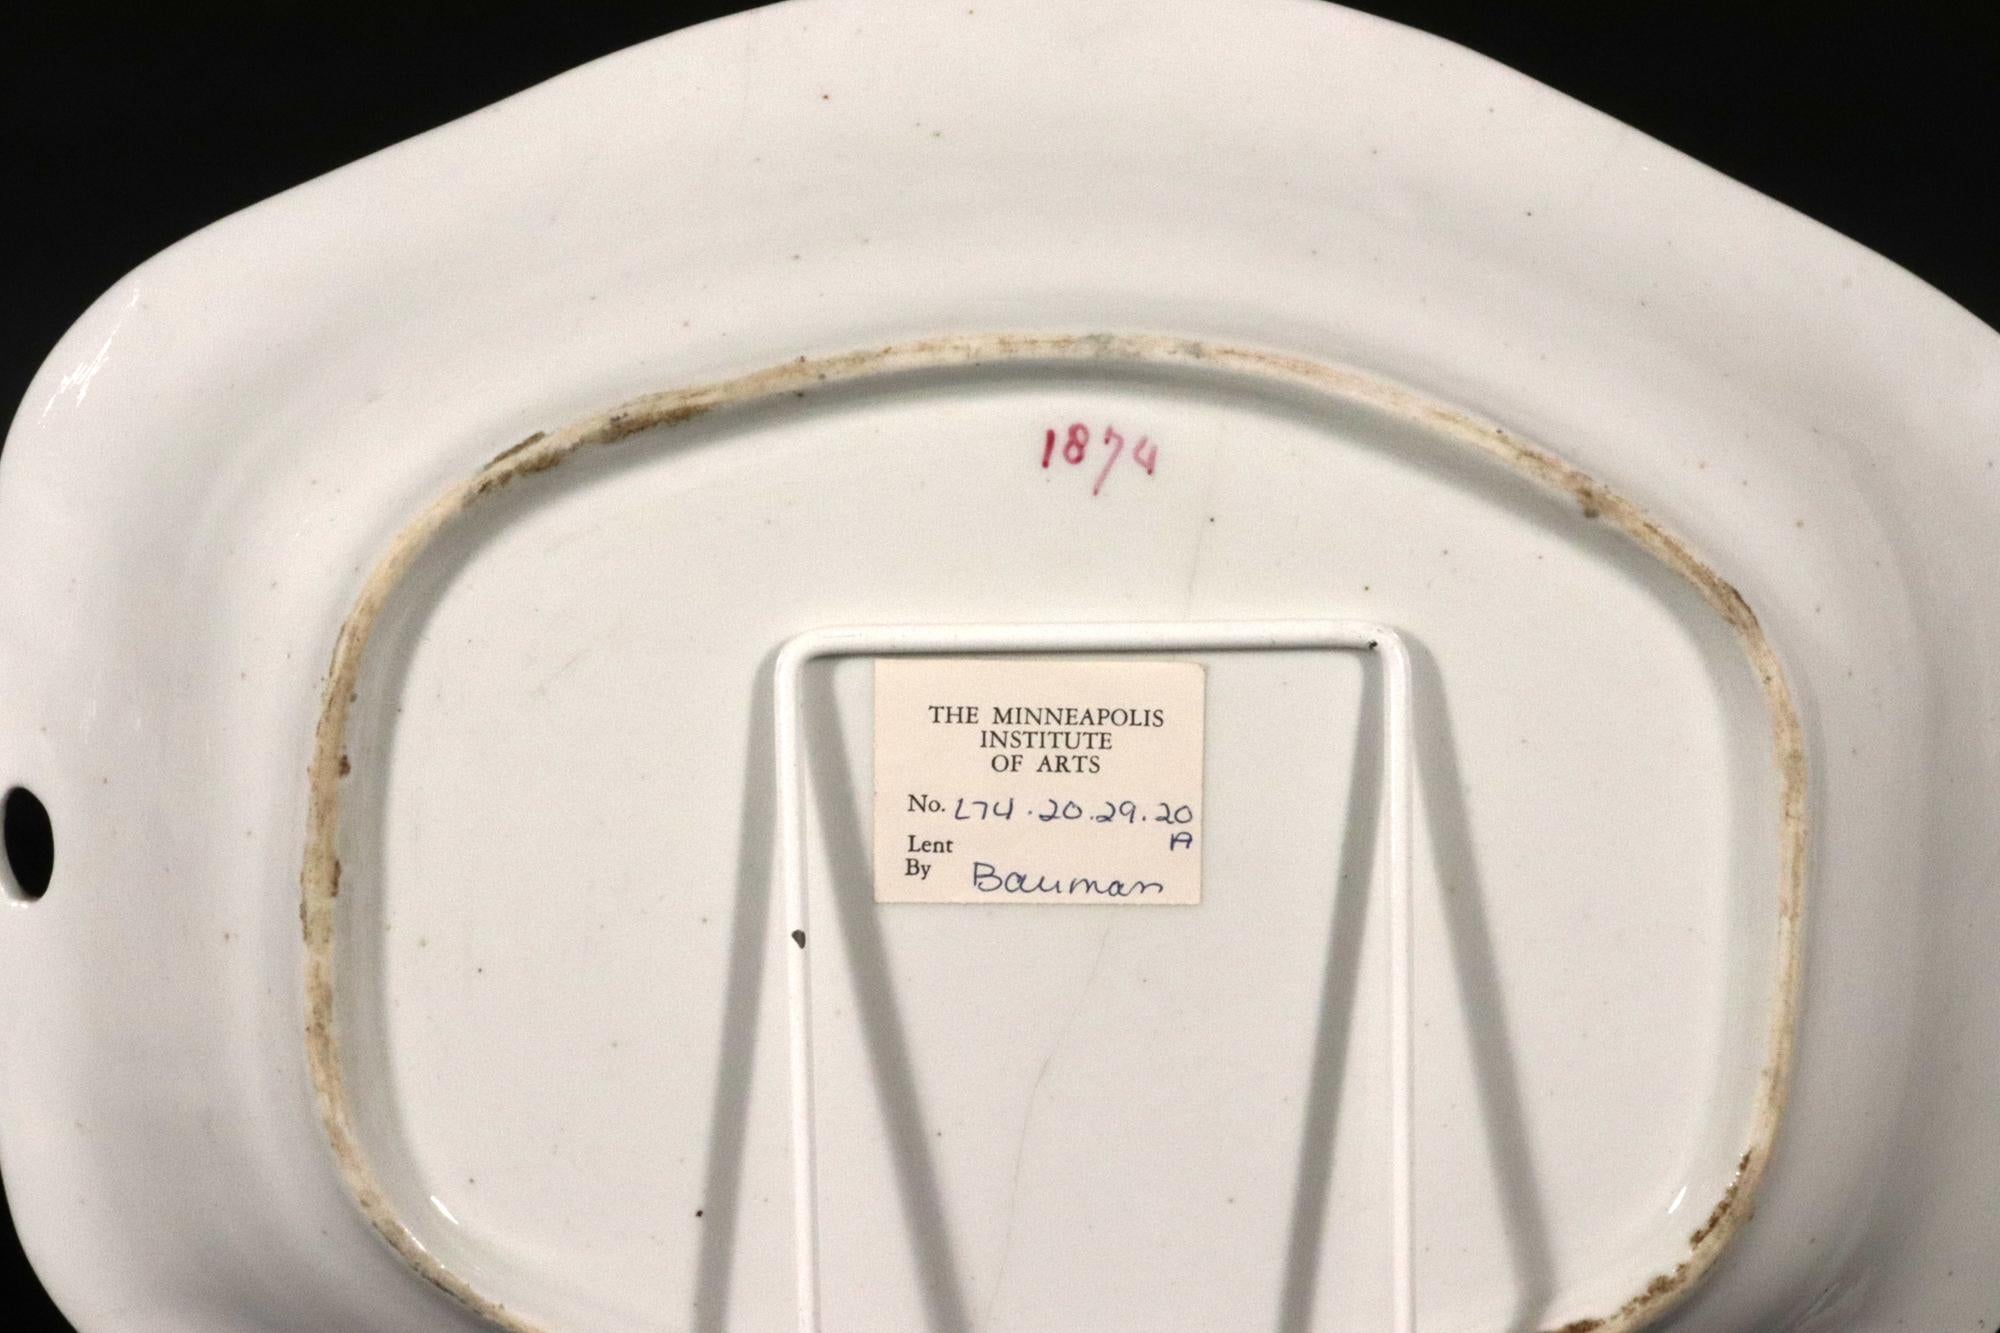 1874
THE MINNEAPOLIS
INSTITUTE
OF ARTS
No. L74.20.29.20
A
Lent
By Bauman